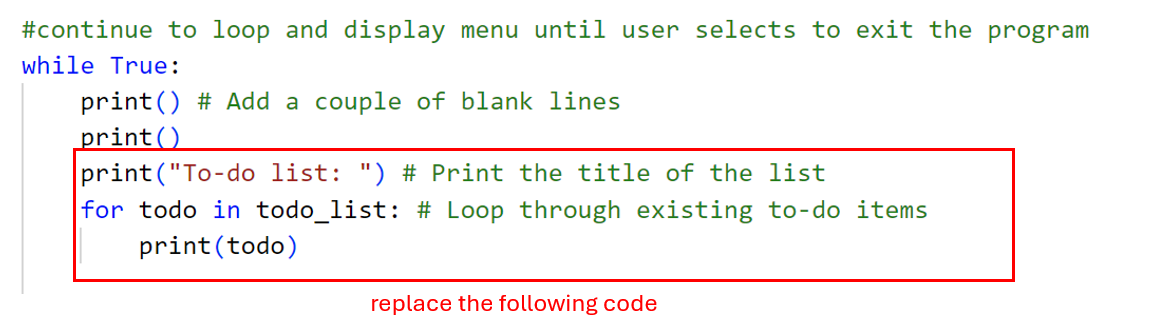 #continue to loop and display menu until user selects to exit the program
while True:
    print() # Add a couple of blank lines
    print()
    print("To-do list: ") # Print the title of the list
    for todo in todo_list: # Loop through existing to-do items
        print(todo)
replace the following code